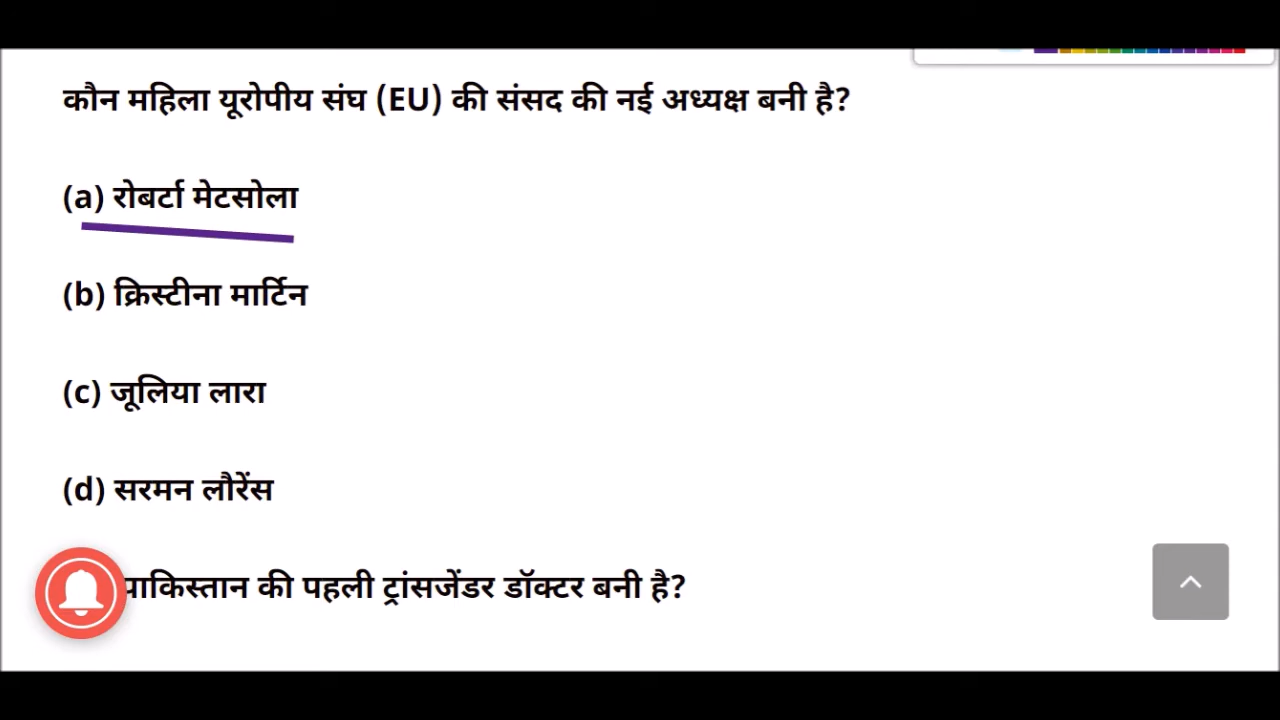 कौन महिला यूरोपीय संघ (EU) की संसद की नई अध्यक्ष बनी है?
(a) रोबर्टा मेटसोला
(b) क्रिस्टीना मार्टिन
(c) जूलिया लारा
(d) सरमन लौरेंस
पाकिस्तान की पहली ट्रांसजेंडर डॉक्टर बनी है?